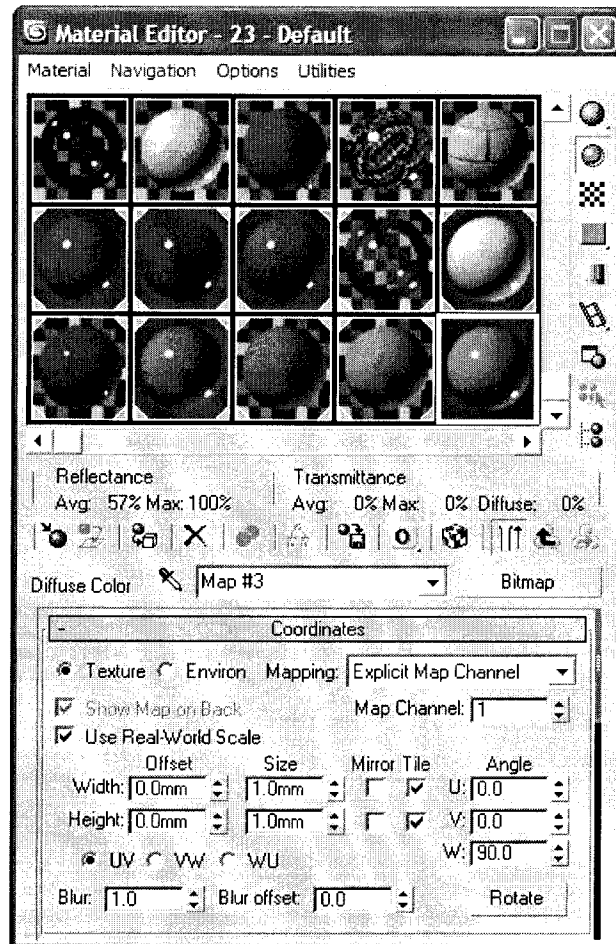 Material Editor - 23 - Default
Material Navigation Options Utilities
Reflectance Transmittance
Avg: 57% Max: 100% Avg: 0% Max: 0% Diffuse: 0%
Diffuse Color Map #3 Bitmap
- Coordinates
Texture Environ Mapping: Explicit Map Channel
Show Map on Back Map Channel: 1
Use Real-World Scale
Offset Size Mirror Tile Angle
Width: 0.0mm 1.0mm U: 0.0
Height: 0.0mm 1.0mm V: 0.0
UV VW WU W: 90.0
Blur: 1.0 Blur offset: 0.0 Rotate